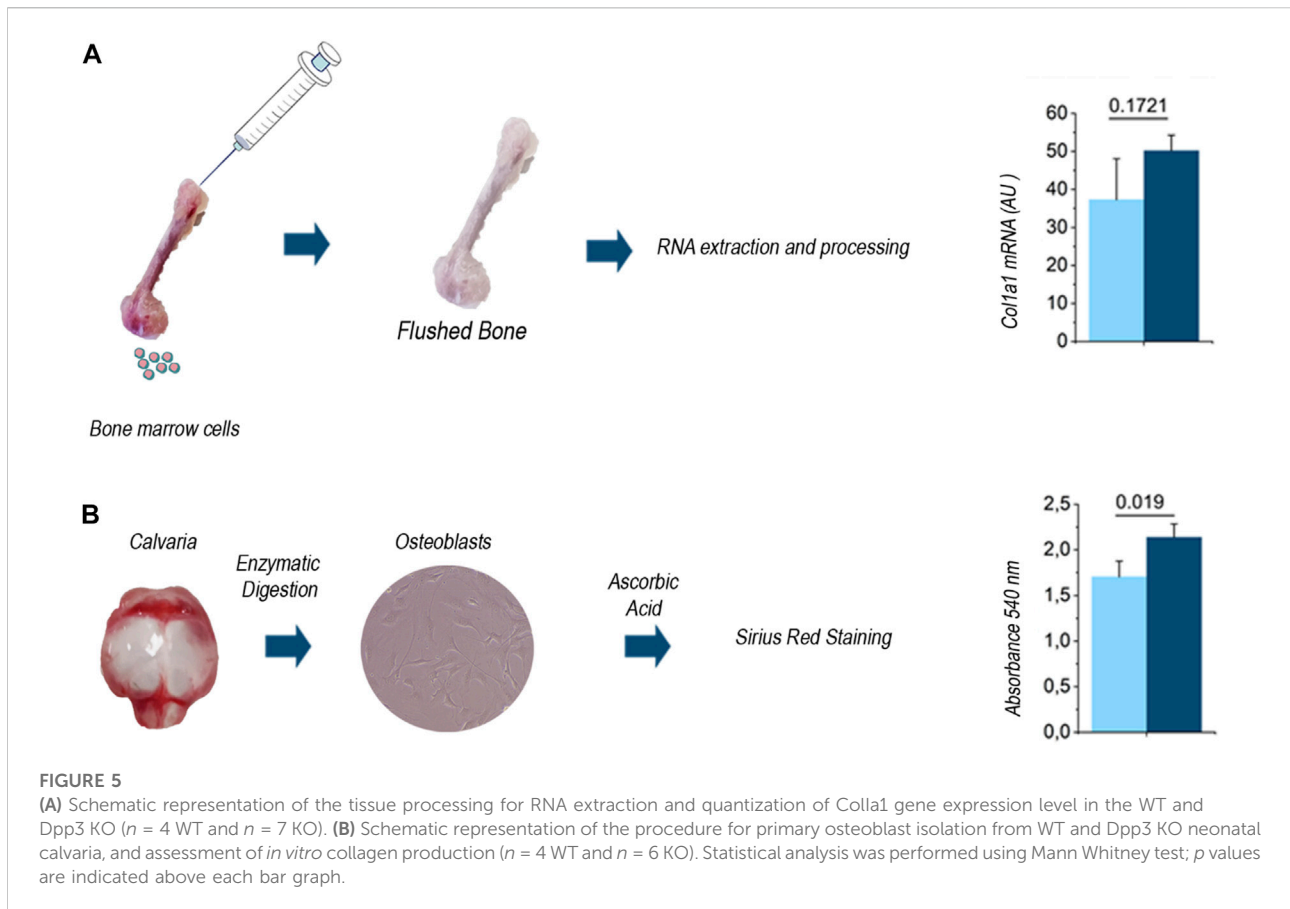 A
Flushed Bone
Bone marrow cells
RNA extraction and processing
0.1721
Col1a1 mRNA (AU )
60
50
40
30
20
10
0
B
Calvaria
Enzymatic
Digestion
Osteoblasts
Ascorbic
Acid
Sirius Red Staining
0.019
Absorbance 540 nm
2,5
2,0
1,5
1,0
0,5
0,0
FIGURE 5
(A) Schematic representation of the tissue processing for RNA extraction and quantization of Colla1 gene expression level in the WT and
Dpp3 KO (n = 4 WT and n = 7 KO). (B) Schematic representation of the procedure for primary osteoblast isolation from WT and Dpp3 KO neonatal
calvaria, and assessment of in vitro collagen production (n = 4 WT and n = 6 KO). Statistical analysis was performed using Mann Whitney test; p values
are indicated above each bar graph.